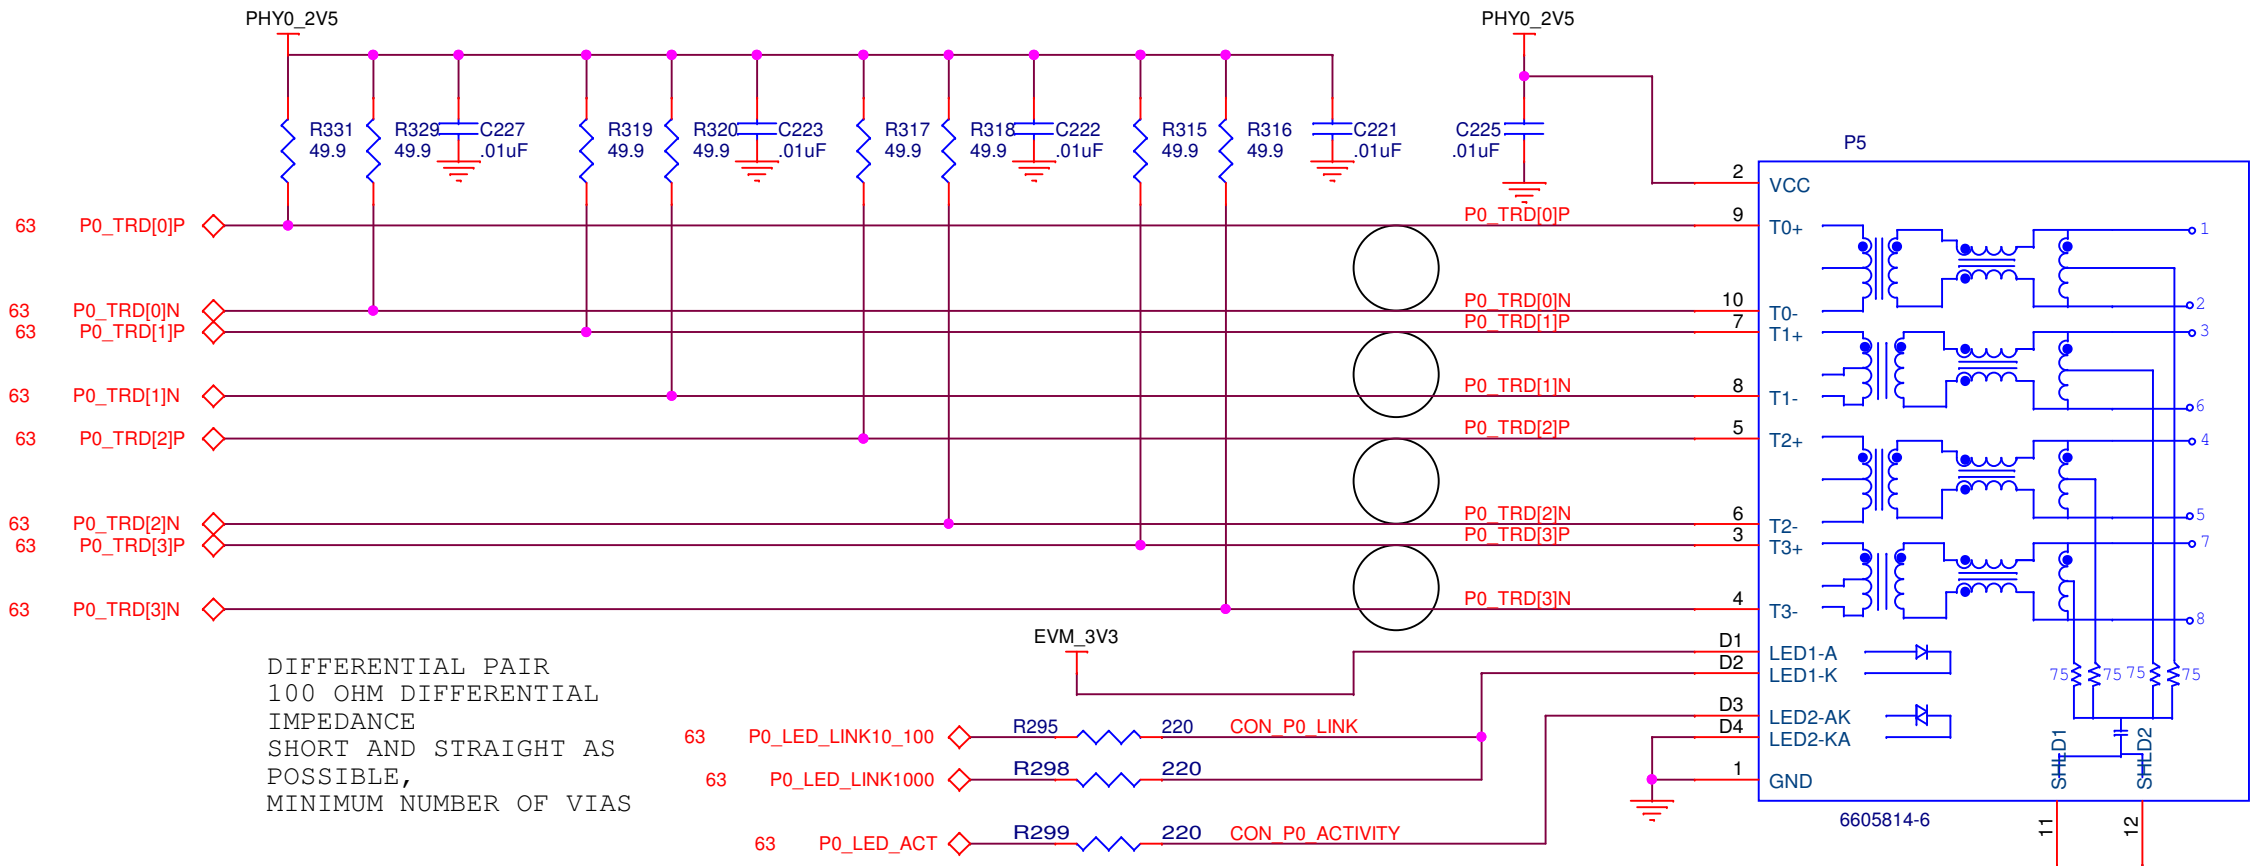 PHY0_2V5
PHY0_2V5
R331
49.9
R329
49.9
C227
.01uF
R319
49.9
R320
49.9
C223
.01uF
R317
49.9
R318
49.9
C222
.01uF
R315
49.9
R316
49.9
C221
.01uF
C225
.01uF
P5
2 VCC
63 P0_TRD[0]P P0_TRD[0]P 9 T0+ 1
63 P0_TRD[0]N P0_TRD[0]N 10 T0- 2
63 P0_TRD[1]P P0_TRD[1]P 7 T1+ 3
63 P0_TRD[1]N P0_TRD[1]N 8 T1- 6
63 P0_TRD[2]P P0_TRD[2]P 5 T2+ 4
63 P0_TRD[2]N P0_TRD[2]N 6 T2- 5
63 P0_TRD[3]P P0_TRD[3]P 3 T3+ 7
63 P0_TRD[3]N P0_TRD[3]N 4 T3- 8
EVM_3V3
D1 LED1-A
D2 LED1-K
75 75 75 75
D3 LED2-AK
D4 LED2-KA
1 GND
SHLD1
SHLD2
DIFFERENTIAL PAIR
100 OHM DIFFERENTIAL
IMPEDANCE
SHORT AND STRAIGHT AS
POSSIBLE,
MINIMUM NUMBER OF VIAS
63 P0_LED_LINK10_100 R295 220 CON_P0_LINK
63 P0_LED_LINK1000 R298 220
63 P0_LED_ACT R299 220 CON_P0_ACTIVITY
6605814-6
11
12